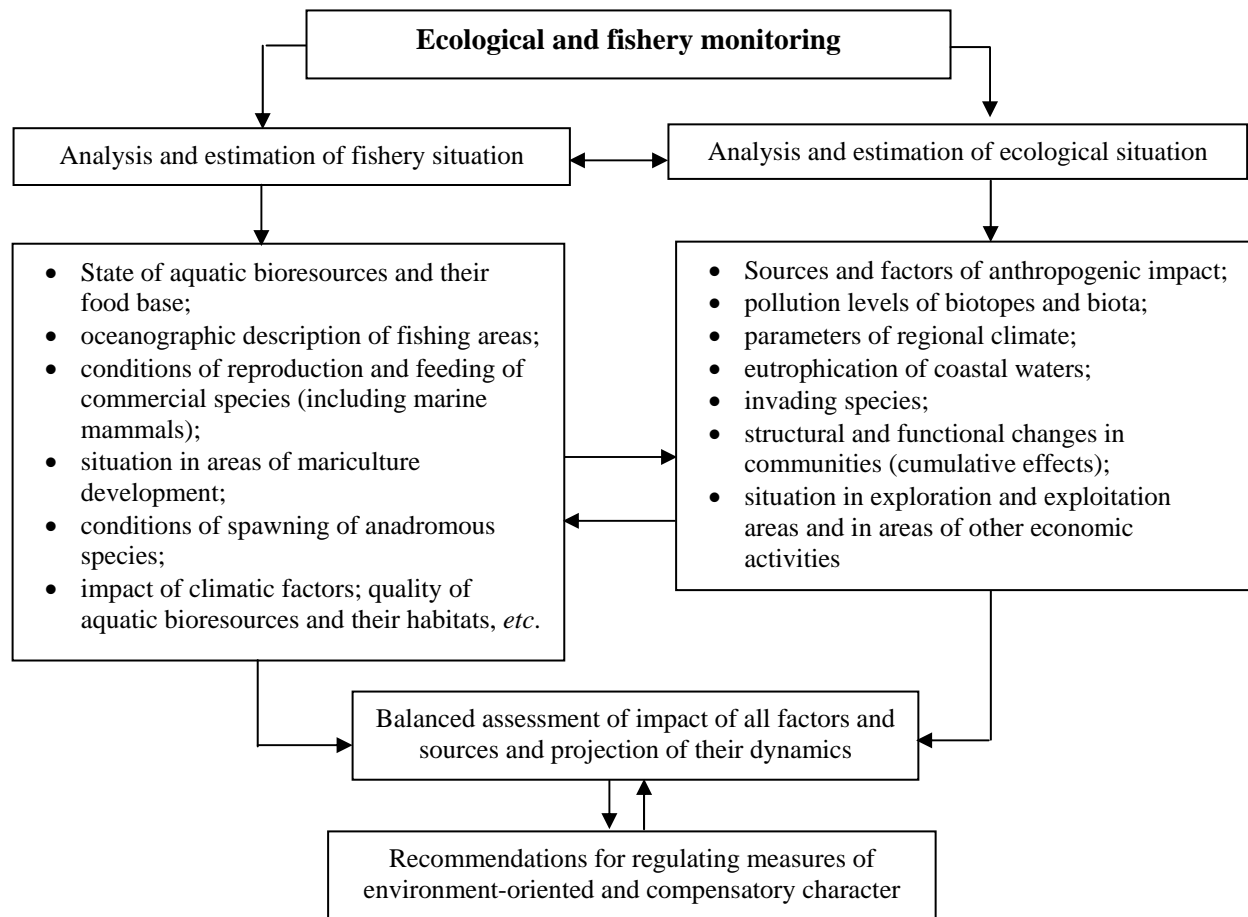 Ecological and fishery monitoring
Analysis and estimation of fishery situation
Analysis and estimation of ecological situation
• State of aquatic bioresources and their
food base;
• oceanographic description of fishing areas;
• conditions of reproduction and feeding of
commercial species (including marine
mammals);
• situation in areas of mariculture
development;
• conditions of spawning of anadromous
species;
• impact of climatic factors; quality of
aquatic bioresources and their habitats, etc.
• Sources and factors of anthropogenic impact;
• pollution levels of biotopes and biota;
• parameters of regional climate;
• eutrophication of coastal waters;
• invading species;
• structural and functional changes in
communities (cumulative effects);
• situation in exploration and exploitation
areas and in areas of other economic
activities
Balanced assessment of impact of all factors and
sources and projection of their dynamics
Recommendations for regulating measures of
environment-oriented and compensatory character